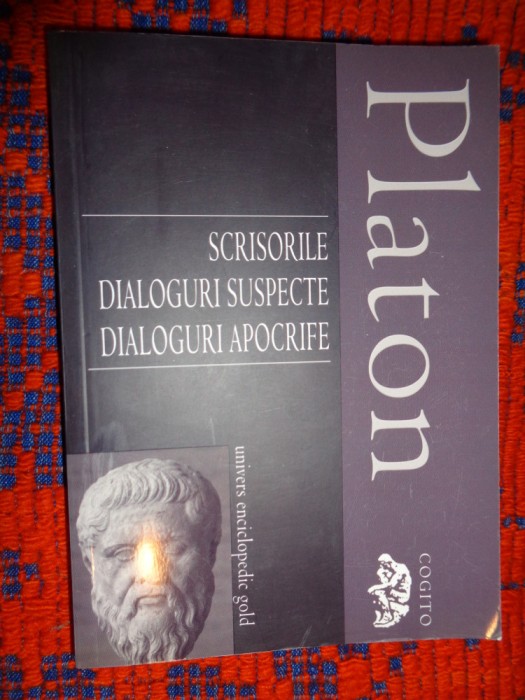 Platon
SCRISORILE
DIALOGURI SUSPECTE
DIALOGURI APOCRIFE
univers enciclopedic gold
COGITO